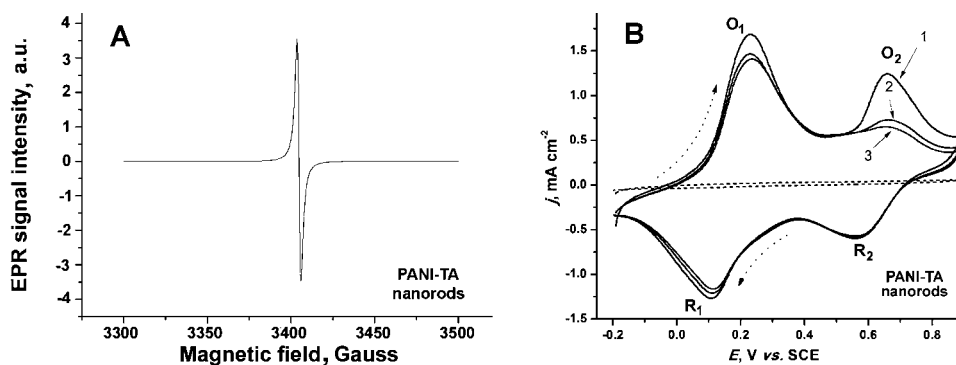 A
EPR signal intensity, a.u.
4
3
2
1
0
-1
-2
-3
-4
3300
3350
3400
3450
3500
Magnetic field, Gauss
PANI-TA
nanorods
B
j, mA cm⁻²
1.5
1.0
0.5
0.0
-0.5
-1.0
-1.5
-0.2
0.0
0.2
0.4
0.6
0.8
E, V vs. SCE
O₁
O₂
1
2
3
R₁
R₂
PANI-TA
nanorods